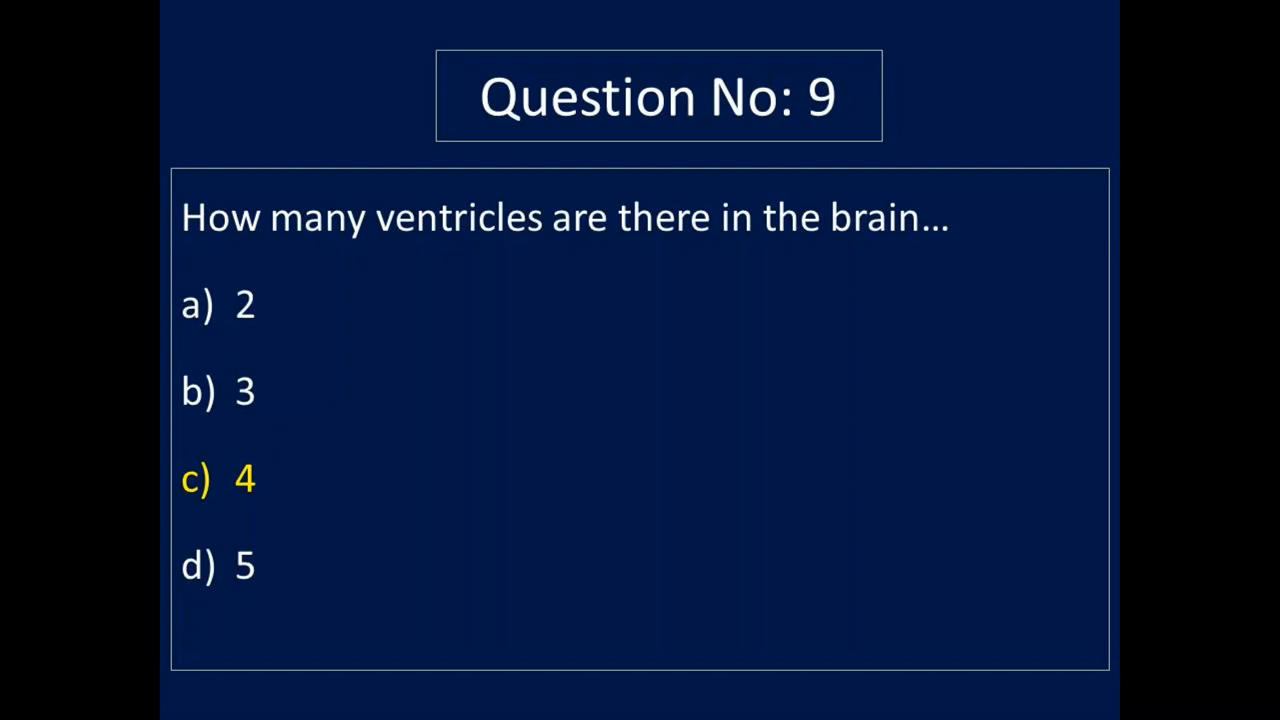 Question No: 9
How many ventricles are there in the brain...
a) 2
b) 3
c) 4
d) 5